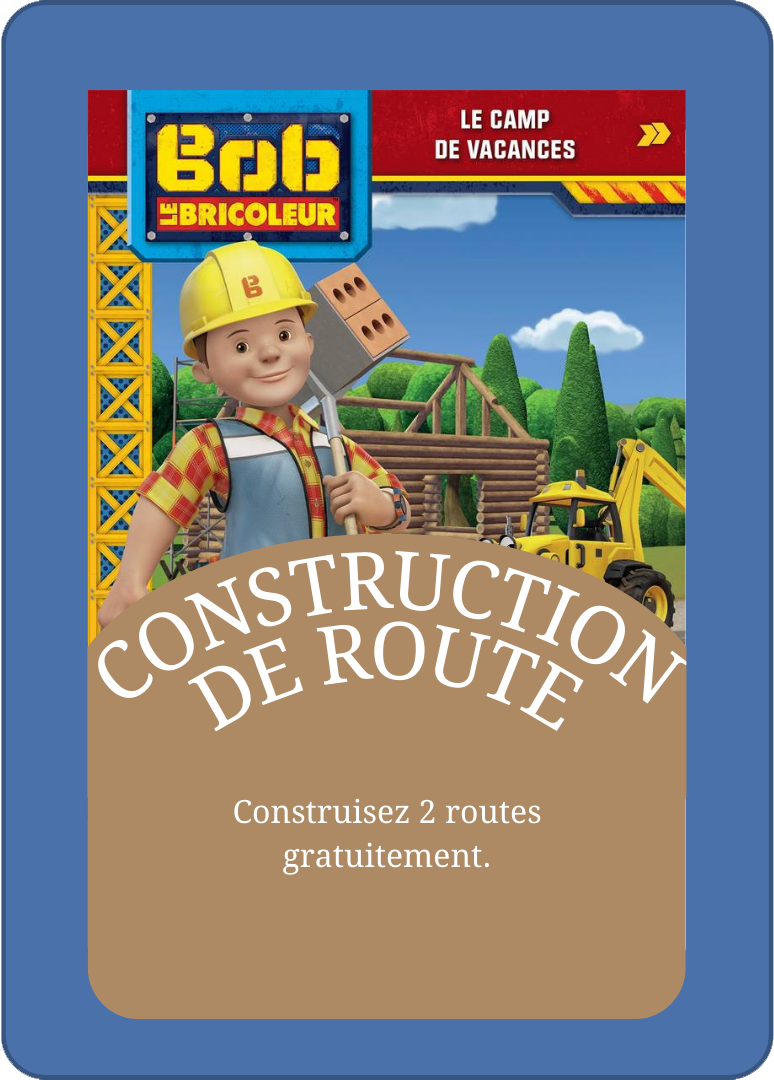 LE CAMP
DE VACANCES
Bob
LE BRICOLEUR
B
CONSTRUCTION
DE ROUTE
Construisez 2 routes
gratuitement.